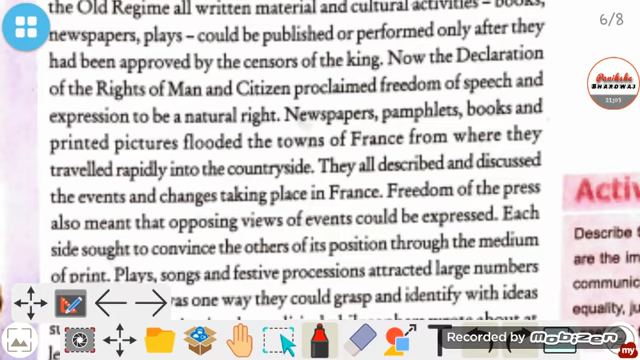 the Old Regime all written material and cultural activities – books,
newspapers, plays – could be published or performed only after they
had been approved by the censors of the king. Now the Declaration
of the Rights of Man and Citizen proclaimed freedom of speech and
expression to be a natural right. Newspapers, pamphlets, books and
printed pictures flooded the towns of France from where they
travelled rapidly into the countryside. They all described and discussed
the events and changes taking place in France. Freedom of the press
also meant that opposing views of events could be expressed. Each
side sought to convince the others of its position through the medium
of print. Plays, songs and festive processions attracted large numbers
was one way they could grasp and identify with ideas
6/8
BHARDWAJ
Activ
Describe t
are the im
communic
equality, ju
T
Recorded by MOBIZEN
my